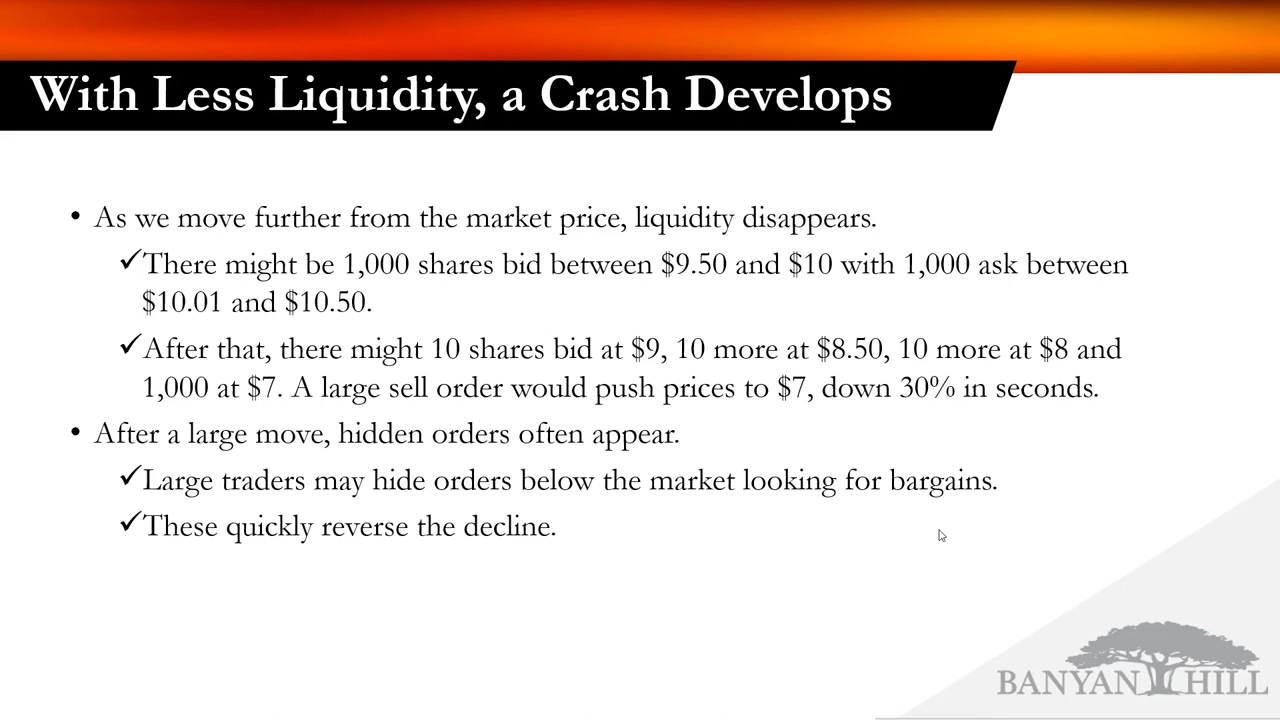 With Less Liquidity, a Crash Develops
• As we move further from the market price, liquidity disappears.
✓There might be 1,000 shares bid between $9.50 and $10 with 1,000 ask between
$10.01 and $10.50.
✓After that, there might 10 shares bid at $9, 10 more at $8.50, 10 more at $8 and
1,000 at $7. A large sell order would push prices to $7, down 30% in seconds.
• After a large move, hidden orders often appear.
✓Large traders may hide orders below the market looking for bargains.
✓These quickly reverse the decline.
BANYAN HILL